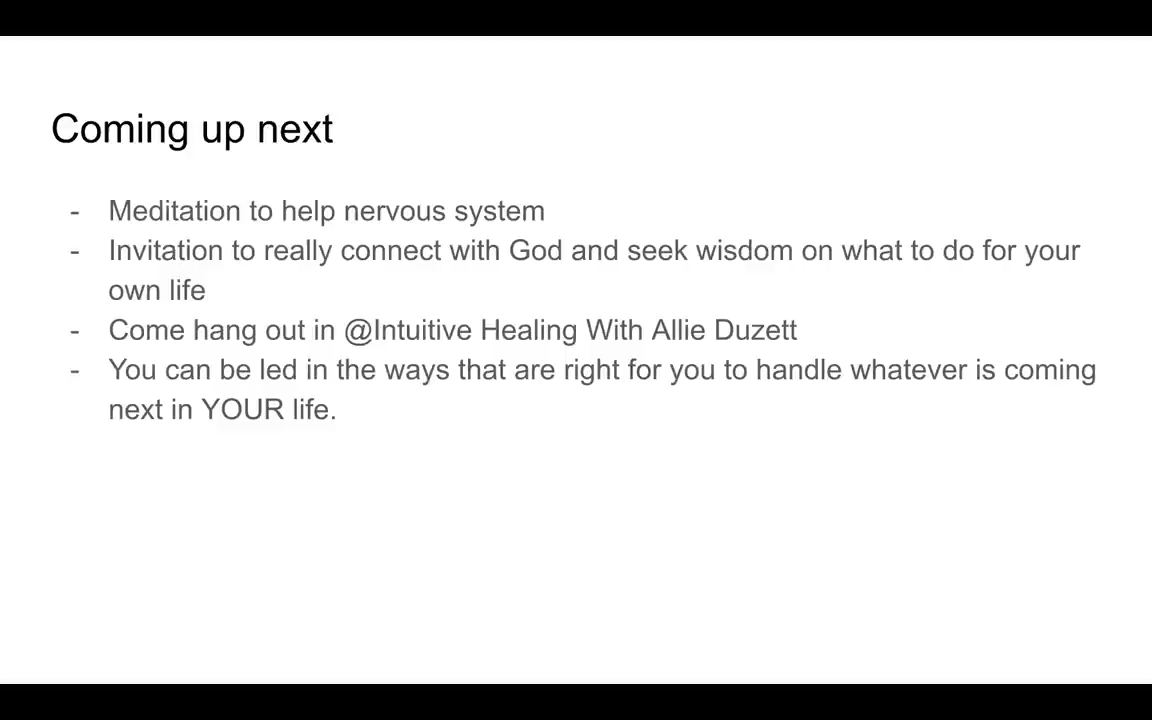 Coming up next
- Meditation to help nervous system
- Invitation to really connect with God and seek wisdom on what to do for your
own life
- Come hang out in @Intuitive Healing With Allie Duzett
- You can be led in the ways that are right for you to handle whatever is coming
next in YOUR life.